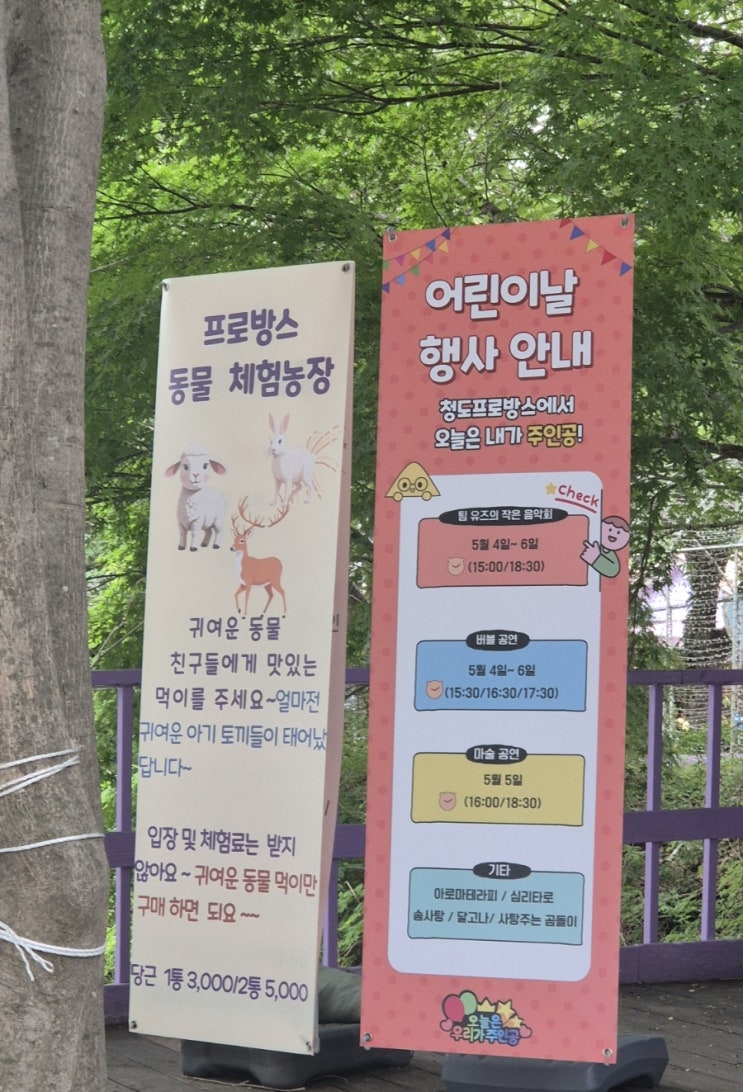 프로방스
동물 체험농장
귀여운 동물
친구들에게 맛있는
먹이를 주세요~얼마전
귀여운 아기 토끼들이 태어났
답니다~
입장 및 체험료는 받지
않아요~ 귀여운 동물 먹이만
구매 하면 되요~~
당근 1통 3,000/2통 5,000
어린이날
행사 안내
청도프로방스에서
오늘은 내가 주인공!
Check
팀 유즈의 작은 음악회
5월 4일~ 6일
(15:00/18:30)
버블 공연
5월 4일~ 6일
(15:30/16:30/17:30)
마술 공연
5월 5일
(16:00/18:30)
기타
아로마테라피 / 심리타로
솜사탕 / 달고나/ 사탕주는 곰돌이
오늘은
우리가 주인공